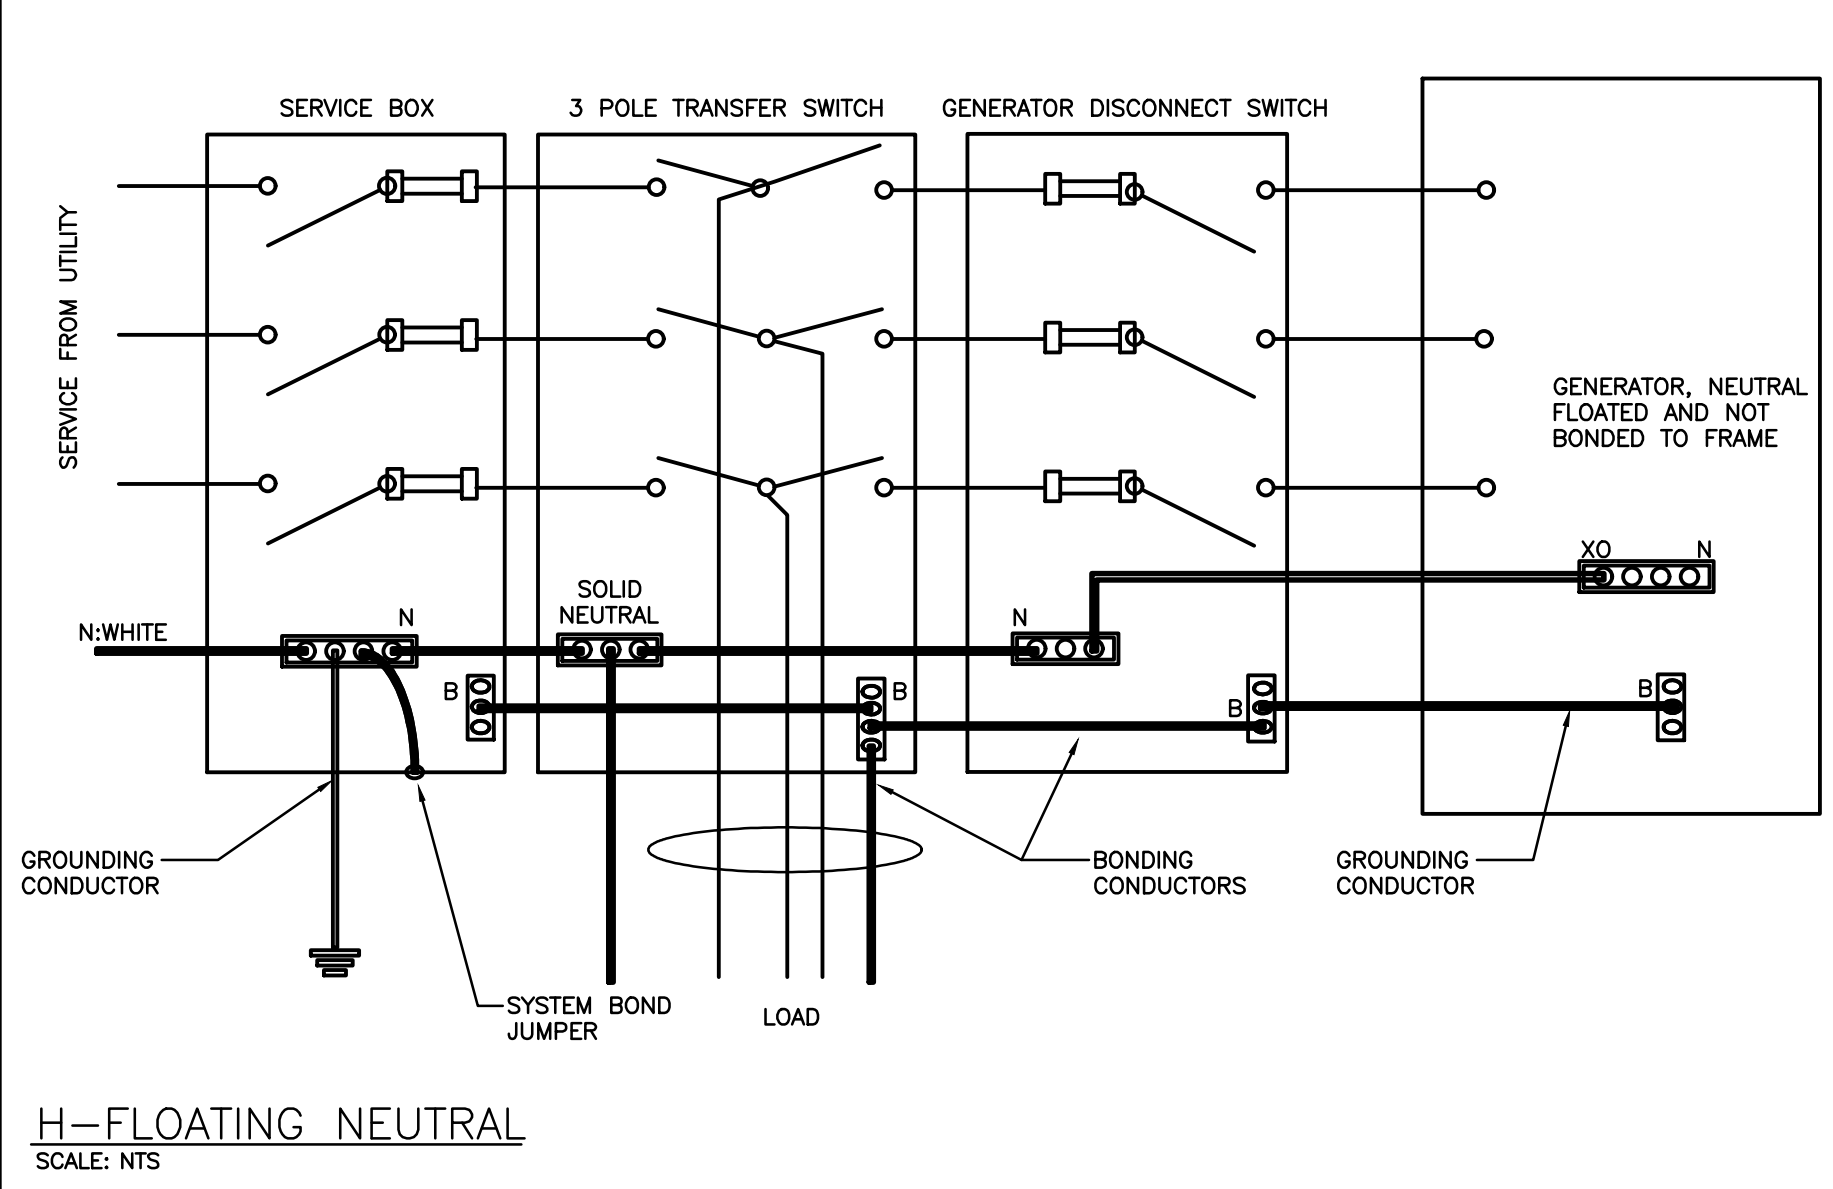 SERVICE BOX
3 POLE TRANSFER SWITCH
GENERATOR DISCONNECT SWITCH
SERVICE FROM UTILITY
GENERATOR, NEUTRAL
FLOATED AND NOT
BONDED TO FRAME
XO
N
SOLID
NEUTRAL
N:WHITE
N
N
B
B
B
B
GROUNDING
CONDUCTOR
BONDING
CONDUCTORS
GROUNDING
CONDUCTOR
SYSTEM BOND
JUMPER
LOAD
H-FLOATING NEUTRAL
SCALE: NTS